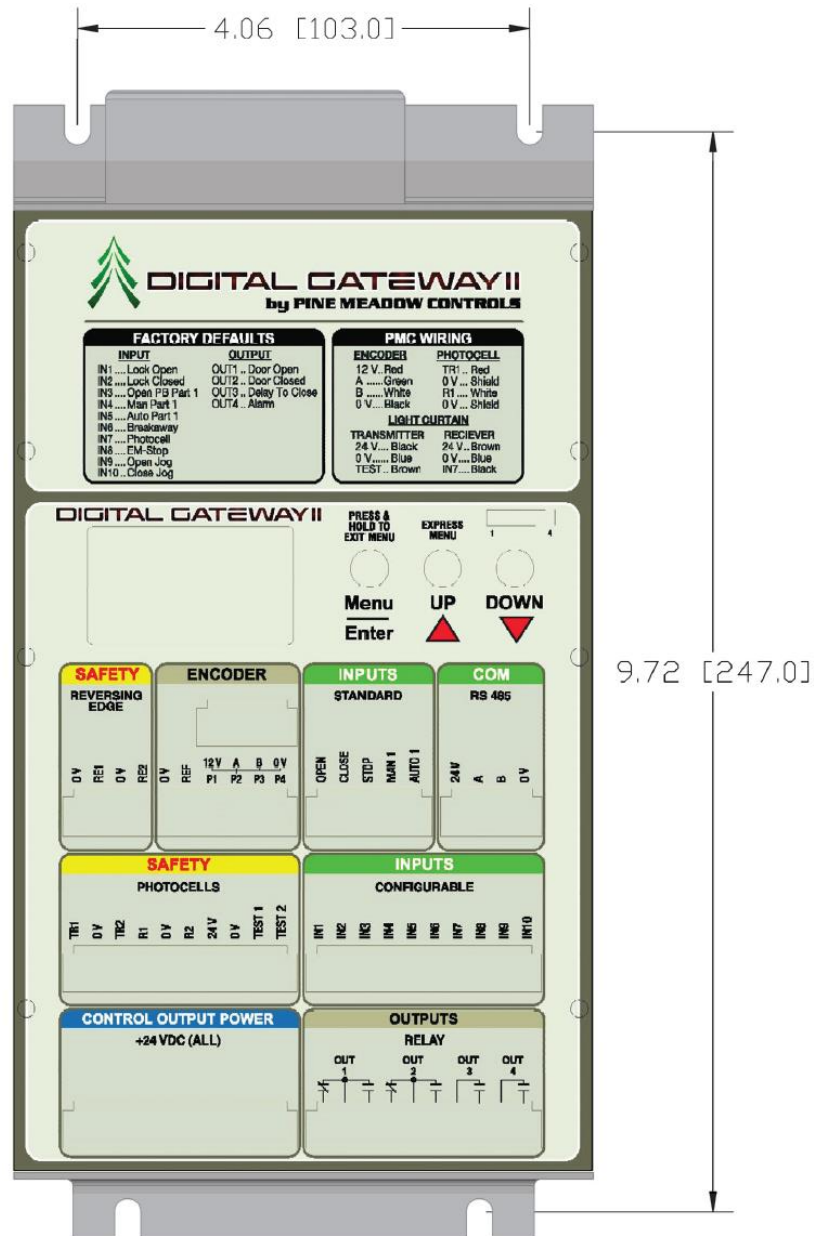 4.06 [103.0]
DIGITAL GATEWAY II
by PINE MEADOW CONTROLS
FACTORY DEFAULTS
INPUT
IN1 .... Lock Open
IN2 .... Lock Closed
IN3 .... Open PB Part 1
IN4 .... Man Part 1
IN5 .... Auto Part 1
IN6 .... Breakaway
IN7 .... Photocell
IN8 .... EM-Stop
IN9 .... Open Jog
IN10 .. Close Jog
OUTPUT
OUT1 .. Door Open
OUT2 .. Door Closed
OUT3 .. Delay To Close
OUT4 .. Alarm
PMC WIRING
ENCODER
12 V.. Red
A ...... Green
B ...... White
0 V.... Black
PHOTOCELL
TR1 .. Red
0 V ... Shield
R1 .... White
0 V ... Shield
LIGHT CURTAIN
TRANSMITTER
24 V.... Black
0 V...... Blue
TEST.. Brown
RECIEVER
24 V.. Brown
0 V.... Blue
IN7.... Black
DIGITAL GATEWAY II
PRESS &
HOLD TO
EXIT MENU
EXPRESS
MENU
1 4
Menu
Enter
UP
DOWN
9.72 [247.0]
SAFETY
REVERSING
EDGE
0 V RE1 0 V RE2
ENCODER
0 V REF 12 V A B 0 V
P1 P2 P3 P4
INPUTS
STANDARD
OPEN CLOSE STOP MAN 1 AUTO 1
COM
RS 485
24 V A B 0 V
SAFETY
PHOTOCELLS
TR1 0 V TR2 R1 0 V R2 24 V 0 V TEST 1 TEST 2
INPUTS
CONFIGURABLE
IN1 IN2 IN3 IN4 IN5 IN6 IN7 IN8 IN9 IN10
CONTROL OUTPUT POWER
+24 VDC (ALL)
OUTPUTS
RELAY
OUT 1 OUT 2 OUT 3 OUT 4